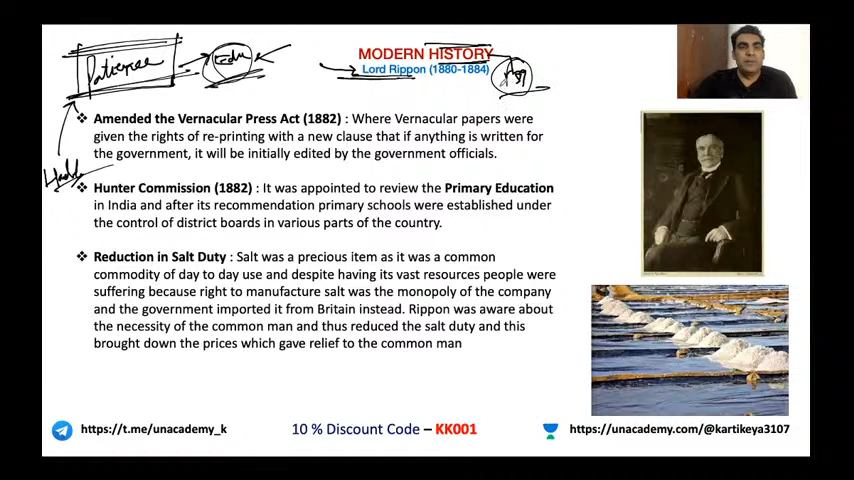 Patience
Edu
MODERN HISTORY
Lord Rippon (1880-1884)
❖ Amended the Vernacular Press Act (1882) : Where Vernacular papers were
given the rights of re-printing with a new clause that if anything is written for
the government, it will be initially edited by the government officials.
❖ Hunter Commission (1882) : It was appointed to review the Primary Education
in India and after its recommendation primary schools were established under
the control of district boards in various parts of the country.
❖ Reduction in Salt Duty : Salt was a precious item as it was a common
commodity of day to day use and despite having its vast resources people were
suffering because right to manufacture salt was the monopoly of the company
and the government imported it from Britain instead. Rippon was aware about
the necessity of the common man and thus reduced the salt duty and this
brought down the prices which gave relief to the common man
https://t.me/unacademy_k
10 % Discount Code – KK001
https://unacademy.com/@kartikeya3107